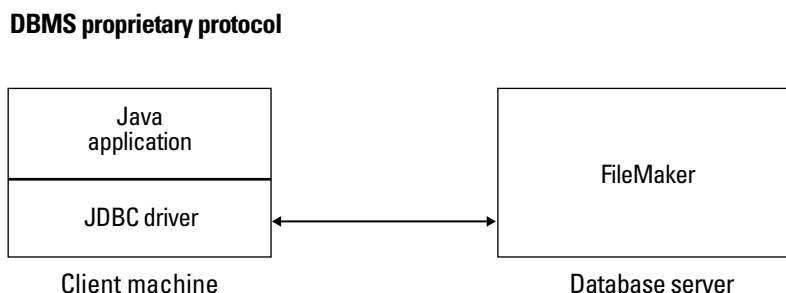 DBMS proprietary protocol
Java
application
JDBC driver
FileMaker
Client machine
Database server